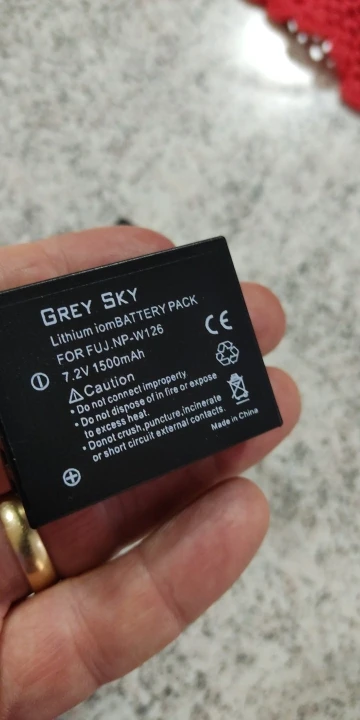 GREY SKY
Lithium iomBATTERY PACK
FOR FUJ.NP-W126
7.2V 1500mAh
CE
Caution
• Do not connect improperly
• Do not dispose of in fire or expose
to excess heat.
• Donot crush,puncture,incinerate
or short circuit external contacts.
Made in China